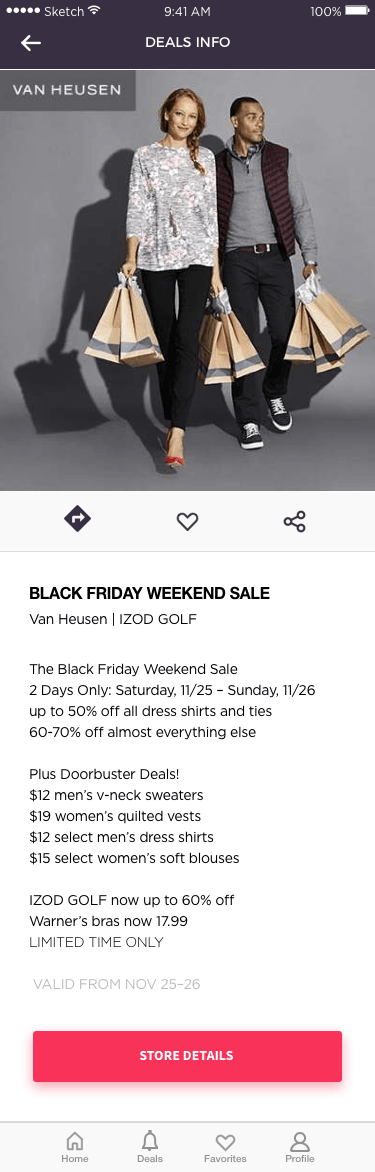 Sketch 9:41 AM 100%
DEALS INFO
VAN HEUSEN
BLACK FRIDAY WEEKEND SALE
Van Heusen | IZOD GOLF
The Black Friday Weekend Sale
2 Days Only: Saturday, 11/25 – Sunday, 11/26
up to 50% off all dress shirts and ties
60-70% off almost everything else
Plus Doorbuster Deals!
$12 men’s v-neck sweaters
$19 women’s quilted vests
$12 select men’s dress shirts
$15 select women’s soft blouses
IZOD GOLF now up to 60% off
Warner’s bras now 17.99
LIMITED TIME ONLY
VALID FROM NOV 25–26
STORE DETAILS
Home Deals Favorites Profile